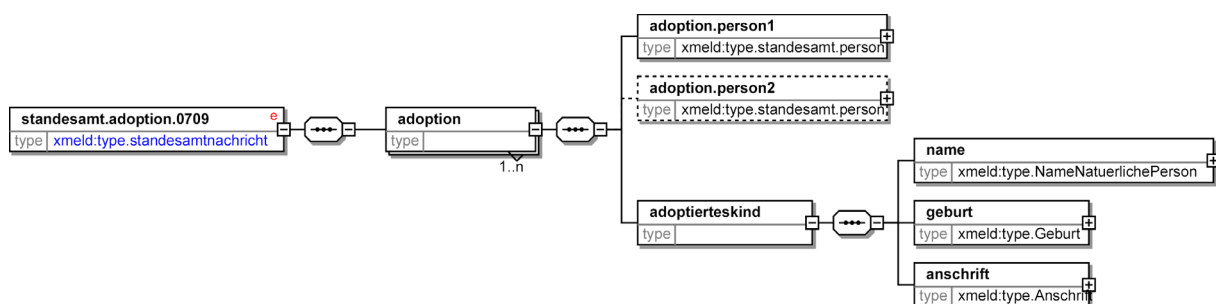 adoption.person1
type xmeld:type.standesamt.person
adoption.person2
type xmeld:type.standesamt.person
standesamt.adoption.0709 e
type xmeld:type.standesamtnachricht
adoption
type
1..n
name
type xmeld:type.NameNatuerlichePerson
adoptierteskind
type
geburt
type xmeld:type.Geburt
anschrift
type xmeld:type.Anschrift